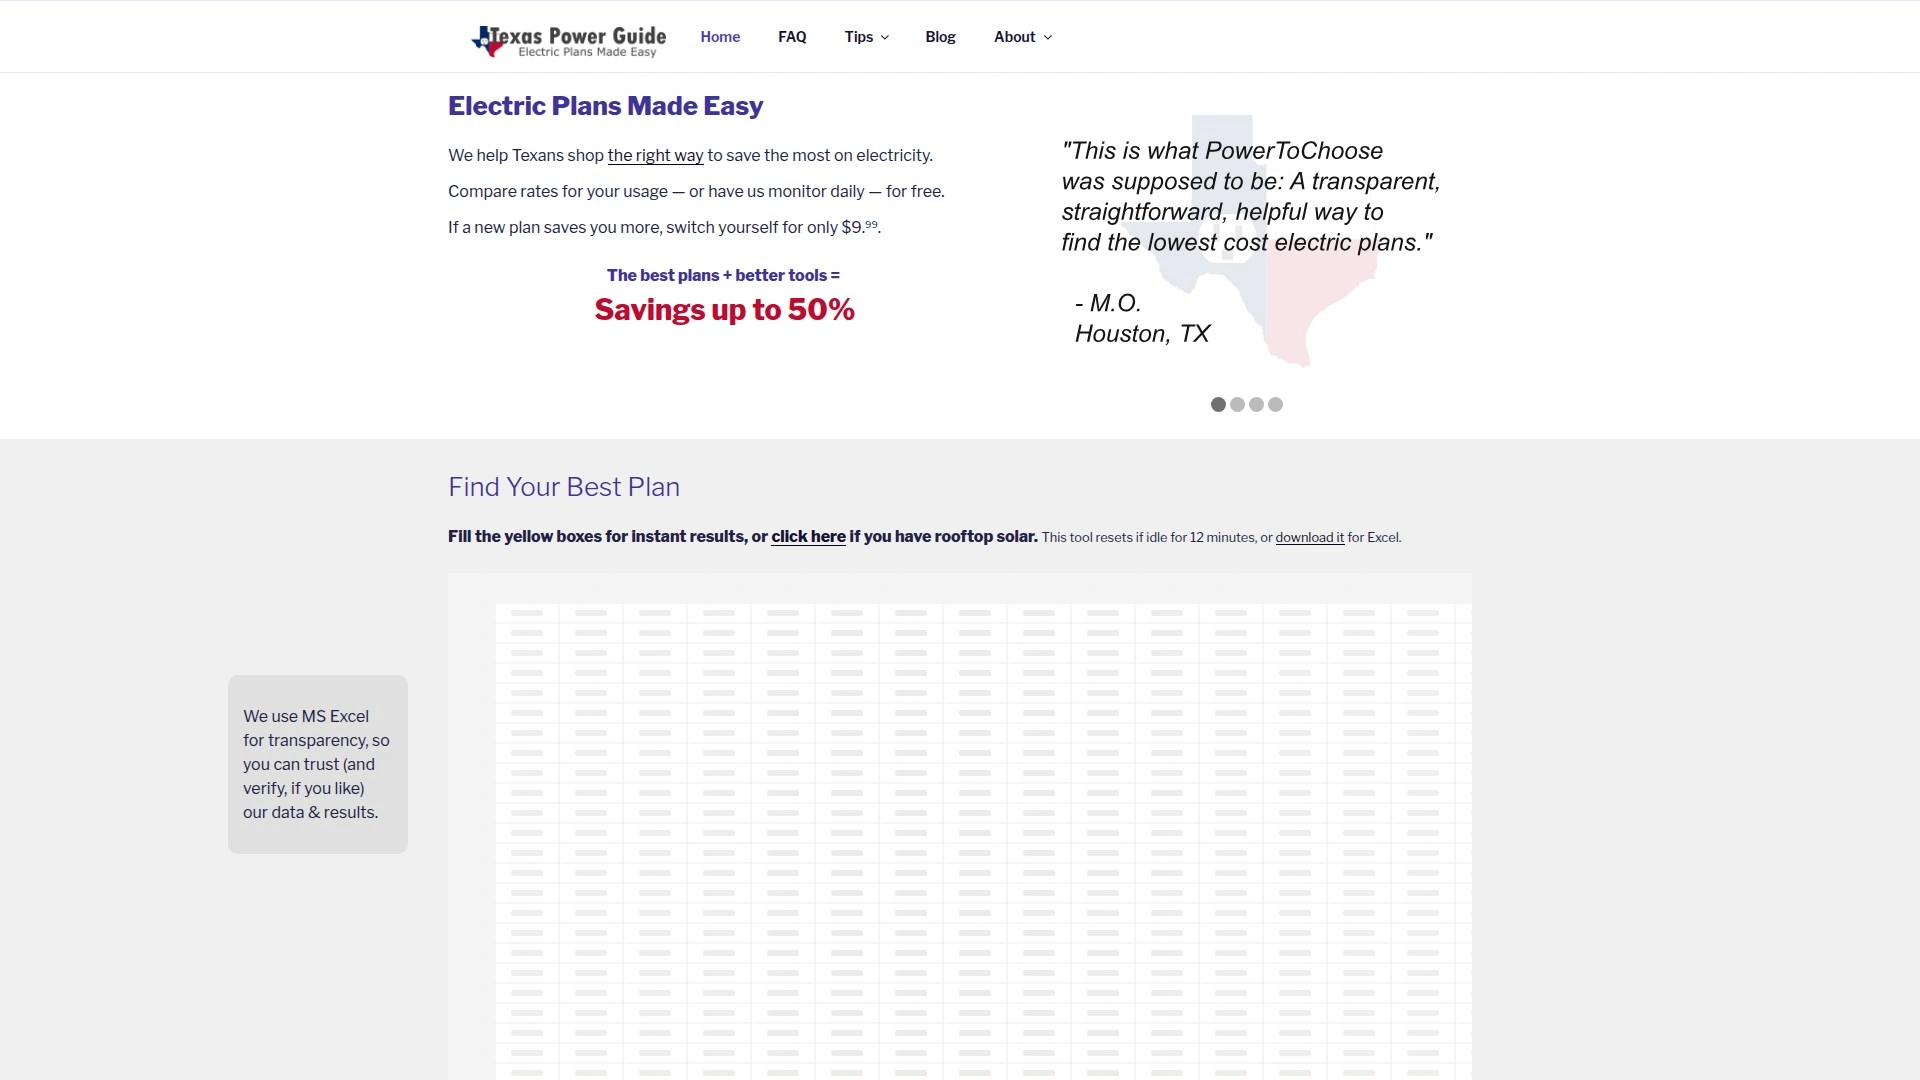 Texas Power Guide
Electric Plans Made Easy
Home
FAQ
Tips
Blog
About
Electric Plans Made Easy
We help Texans shop the right way to save the most on electricity.
Compare rates for your usage — or have us monitor daily — for free.
If a new plan saves you more, switch yourself for only $9.⁹⁹.
The best plans + better tools =
Savings up to 50%
"This is what PowerToChoose
was supposed to be: A transparent,
straightforward, helpful way to
find the lowest cost electric plans."
- M.O.
Houston, TX
Find Your Best Plan
Fill the yellow boxes for instant results, or click here if you have rooftop solar. This tool resets if idle for 12 minutes, or download it for Excel.
We use MS Excel
for transparency, so
you can trust (and
verify, if you like)
our data & results.